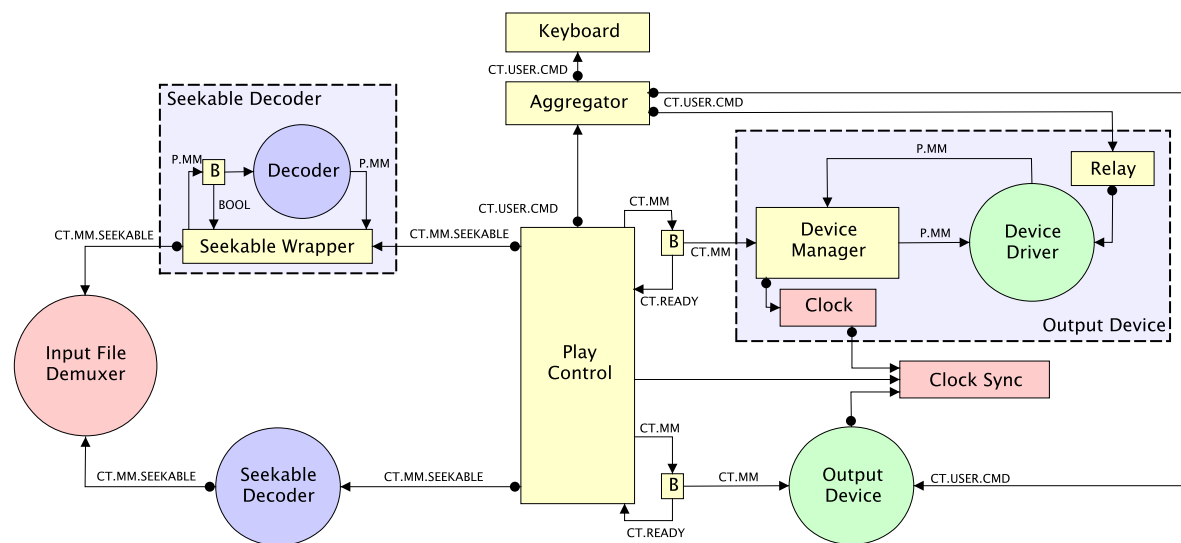 Keyboard
CT.USER.CMD
Aggregator
CT.USER.CMD
Seekable Decoder
P.MM
B
Decoder
P.MM
BOOL
Seekable Wrapper
CT.MM.SEEKABLE
CT.MM.SEEKABLE
CT.USER.CMD
CT.MM
B
CT.MM
CT.READY
P.MM
Relay
Device
Manager
P.MM
Device
Driver
Clock
Output Device
Input File
Demuxer
Play
Control
Clock Sync
CT.MM
CT.MM.SEEKABLE
Seekable
Decoder
CT.MM.SEEKABLE
B
CT.MM
Output
Device
CT.USER.CMD
CT.READY